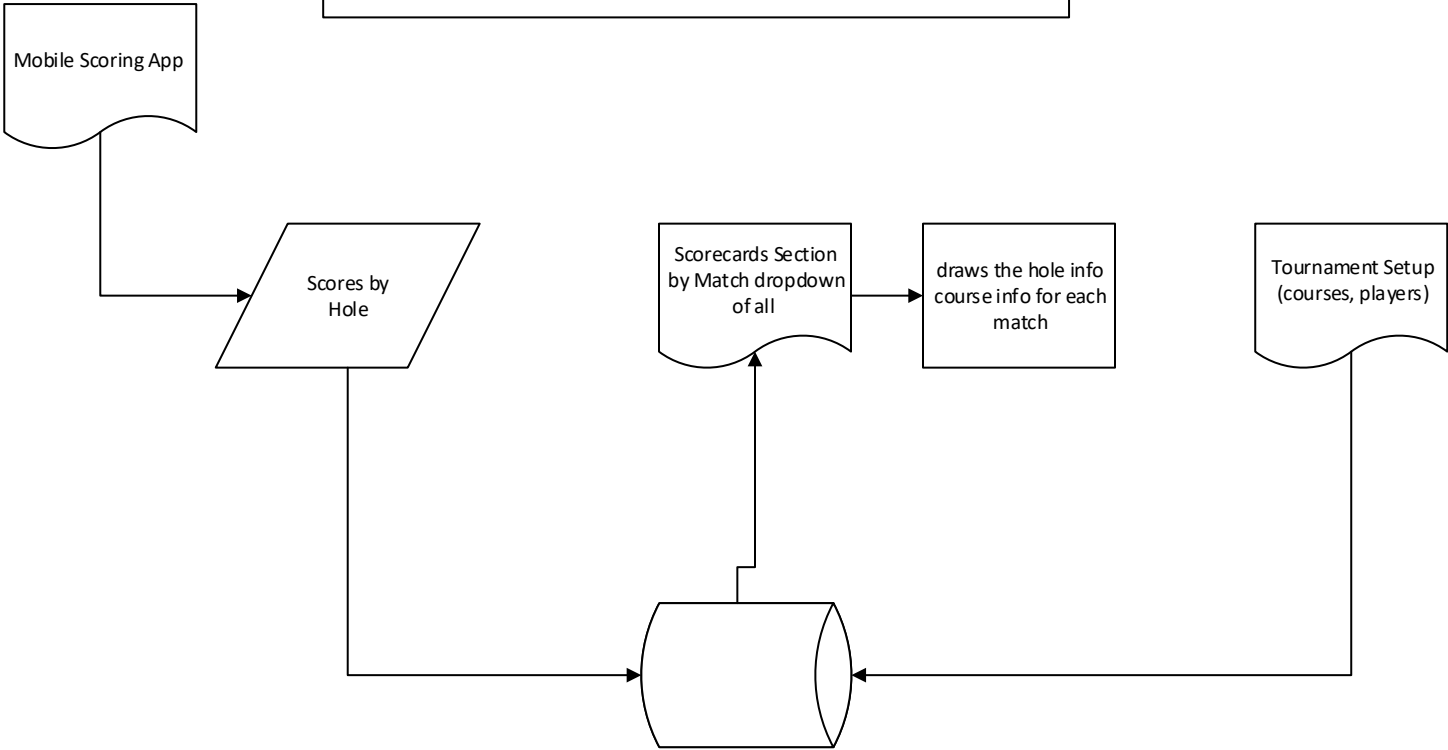 Mobile Scoring App
Scores by
Hole
Scorecards Section
by Match dropdown
of all
draws the hole info
course info for each
match
Tournament Setup
(courses, players)